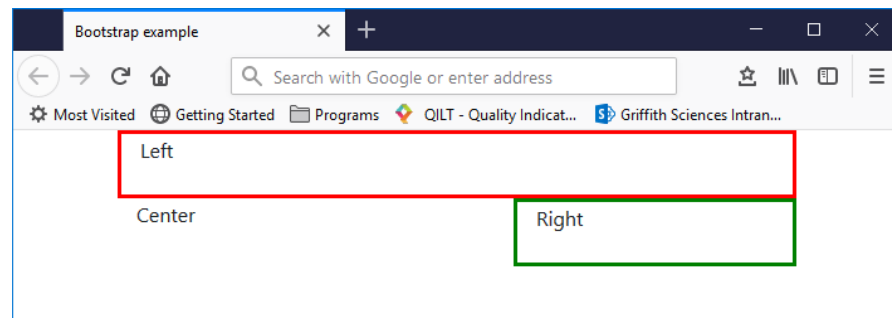 Bootstrap example
Search with Google or enter address
Most Visited Getting Started Programs QILT - Quality Indicat... Griffith Sciences Intran...
Left
Center Right